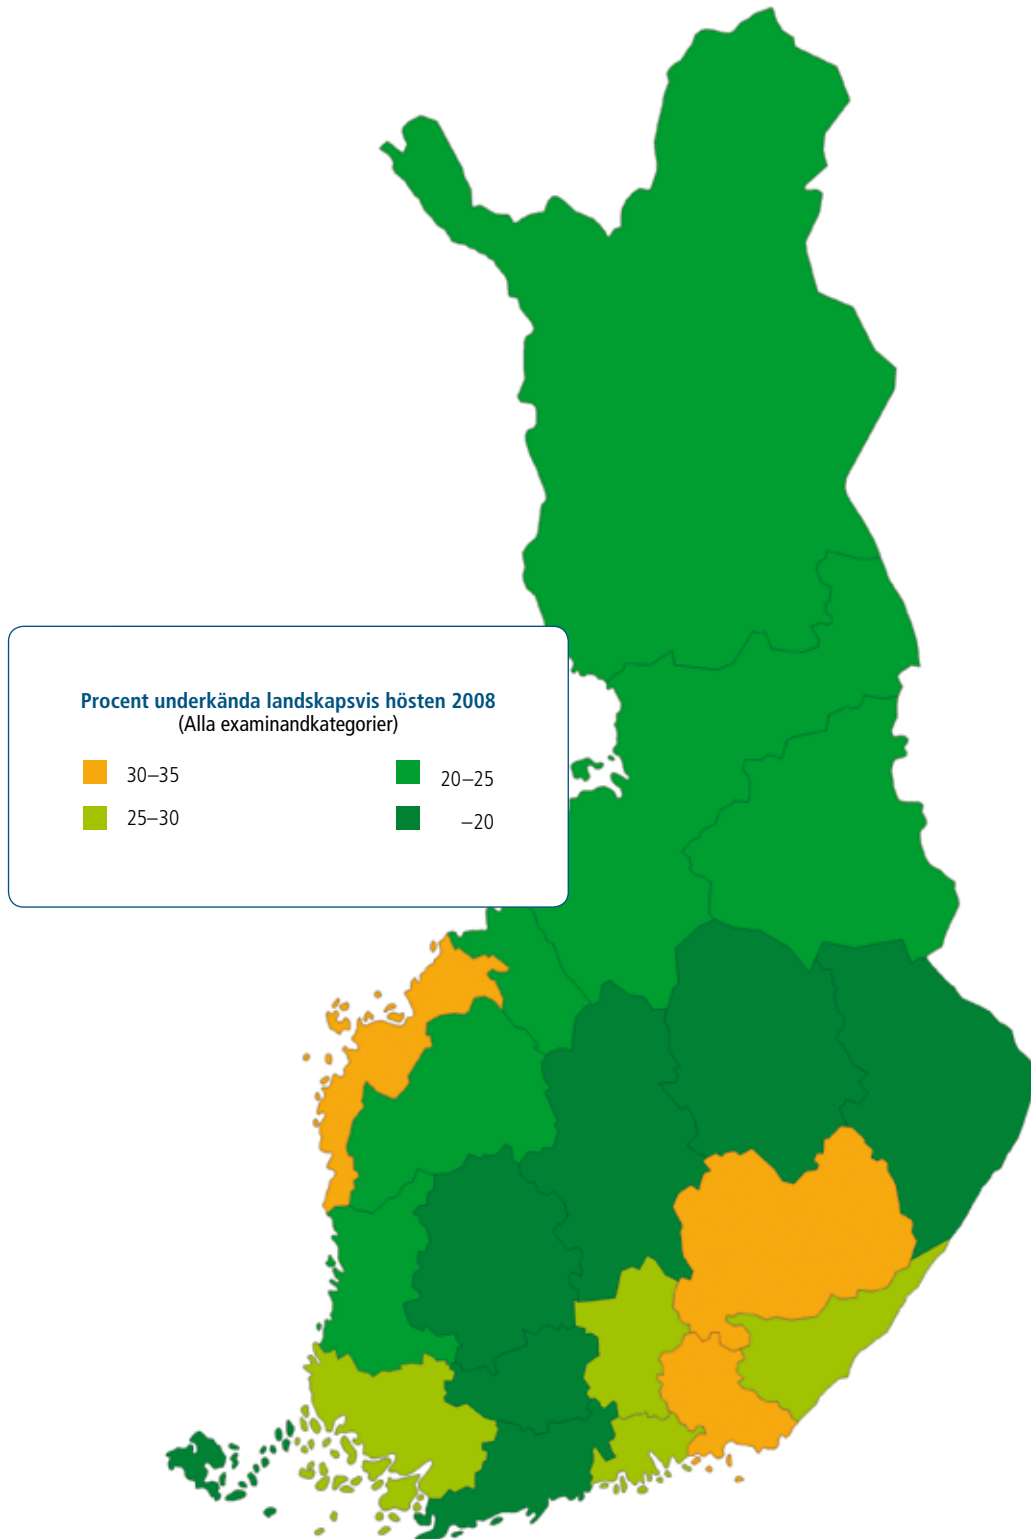 Procent underkända landskapsvis hösten 2008
(Alla examinandkategorier)
30–35
20–25
25–30
–20